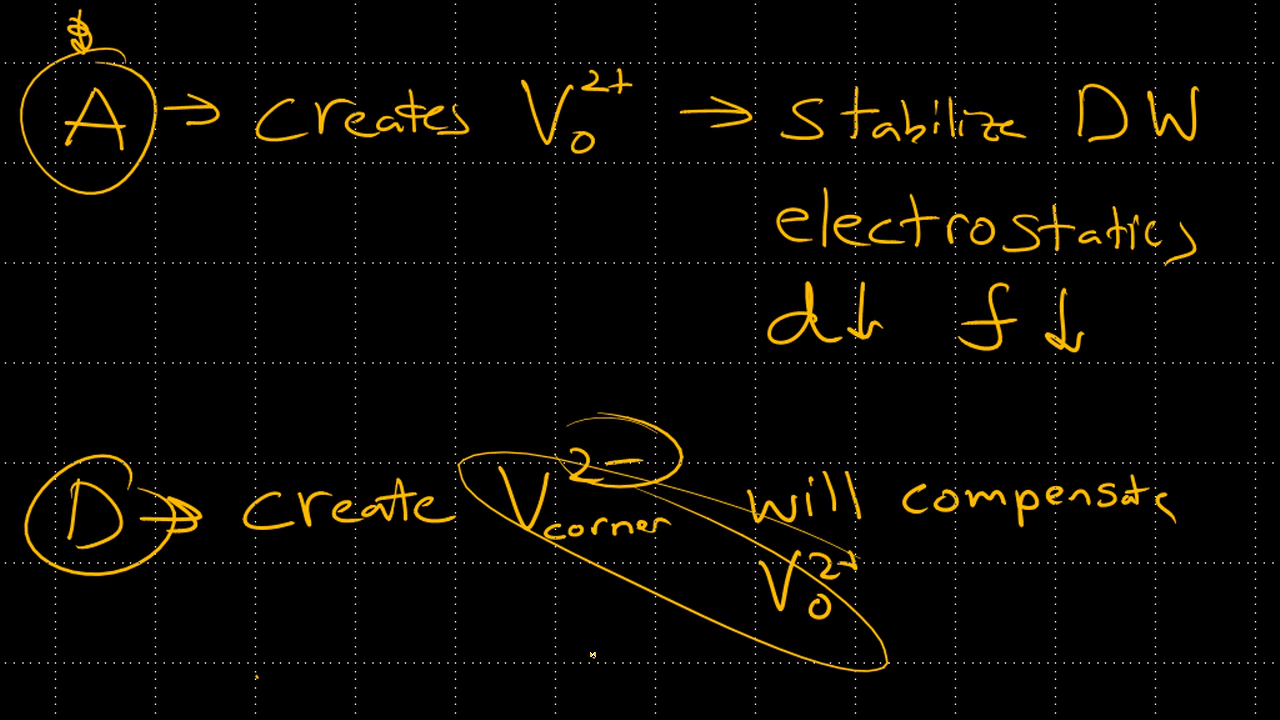 A → creates V₀²⁺ → stabilize DW
electrostatics
d↓ f↓
D → create V²⁻corner will compensate
V₀²⁺